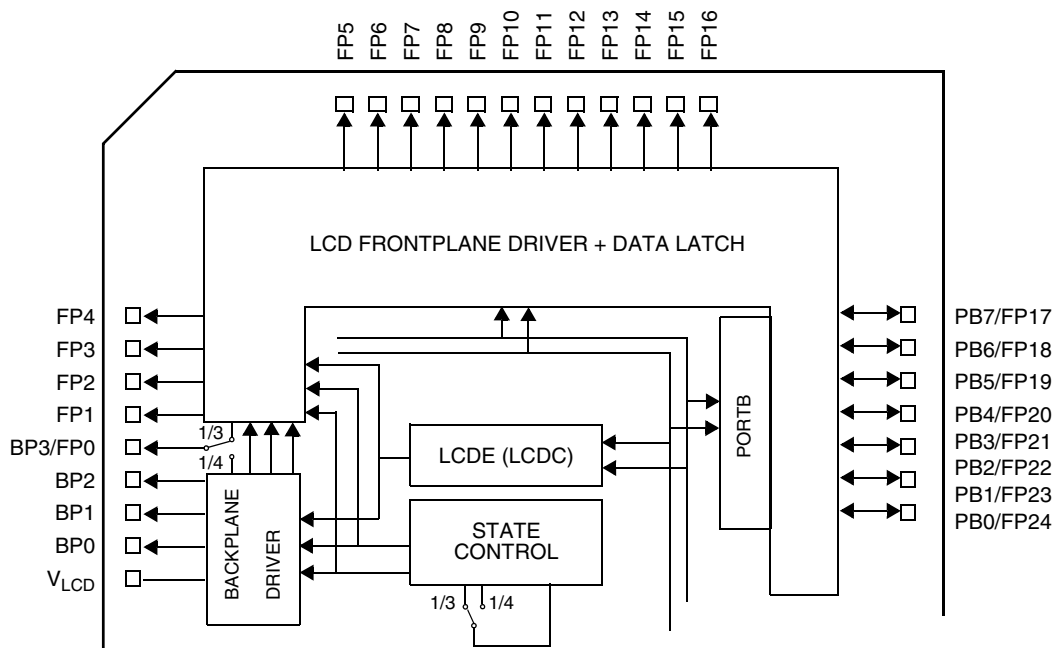 FP5
FP6
FP7
FP8
FP9
FP10
FP11
FP12
FP13
FP14
FP15
FP16
LCD FRONTPLANE DRIVER + DATA LATCH
FP4
FP3
FP2
FP1
BP3/FP0
BP2
BP1
BP0
VLCD
1/3
1/4
BACKPLANE
DRIVER
LCDE (LCDC)
STATE
CONTROL
1/3
1/4
PORTB
PB7/FP17
PB6/FP18
PB5/FP19
PB4/FP20
PB3/FP21
PB2/FP22
PB1/FP23
PB0/FP24